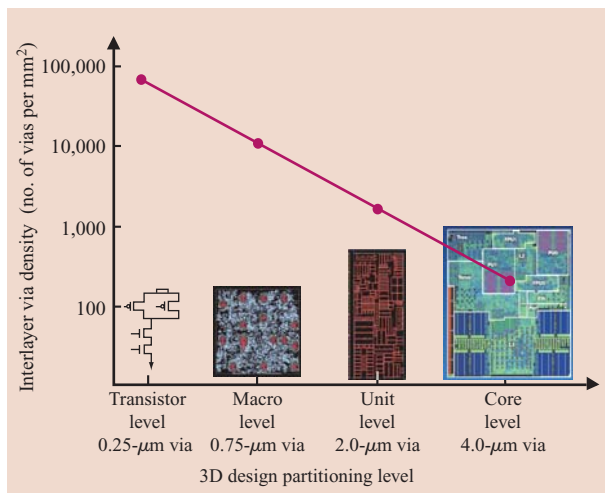 Interlayer via density (no. of vias per mm²)
100,000
10,000
1,000
100
Transistor
level
0.25-μm via
Macro
level
0.75-μm via
Unit
level
2.0-μm via
Core
level
4.0-μm via
3D design partitioning level